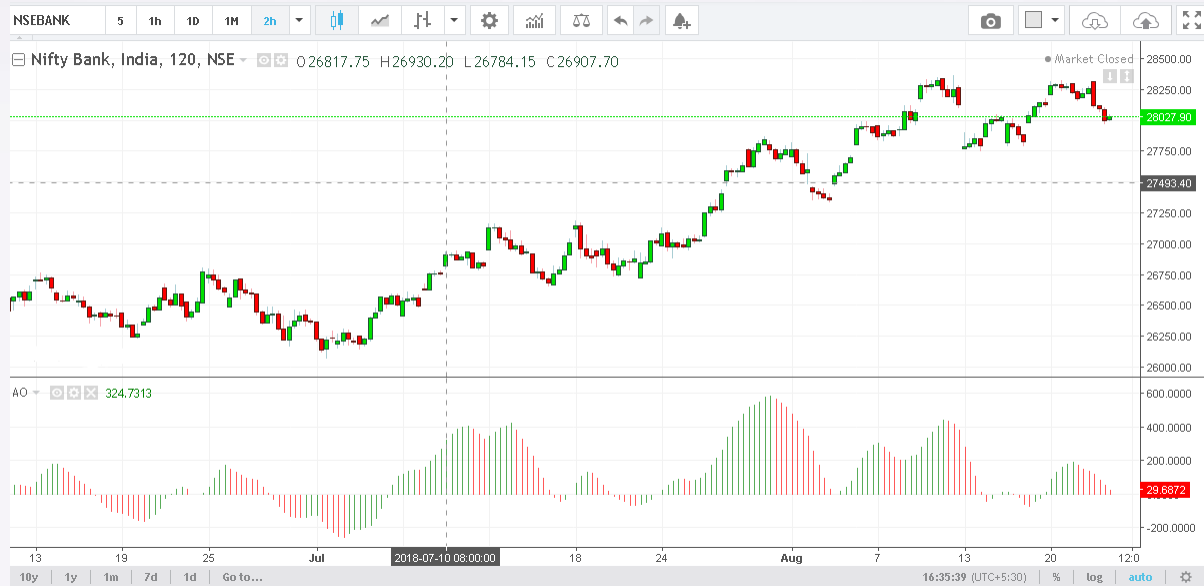 NSEBANK 5 1h 1D 1M 2h
Nifty Bank, India, 120, NSE O26817.75 H26930.20 L26784.15 C26907.70
Market Closed
28500.00
28250.00
28027.90
27750.00
27493.40
27250.00
27000.00
26750.00
26500.00
26250.00
26000.00
AO 324.7313
600.0000
400.0000
200.0000
29.6872
-200.0000
13 19 25 Jul 2018-07-10 08:00:00 18 24 Aug 7 13 20 12:0
10y 1y 1m 7d 1d Go to... 16:35:39 (UTC+5:30) % log auto